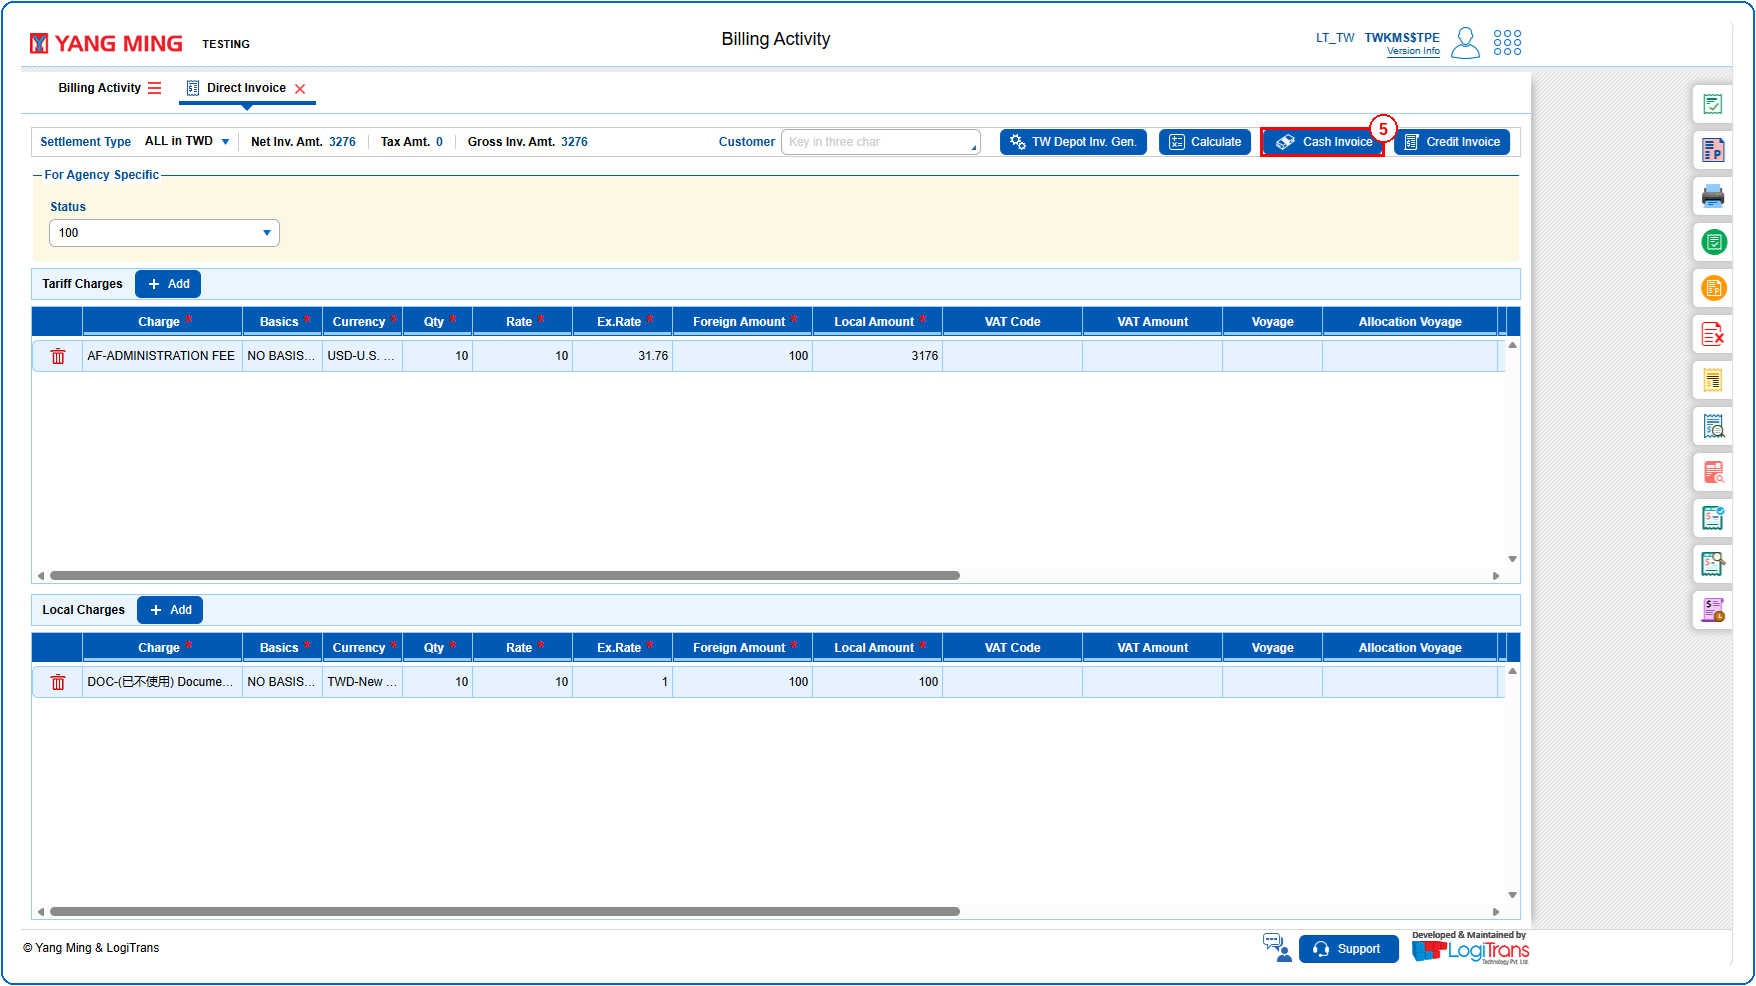 YANG MING TESTING
Billing Activity
LT_TW TWKMS$TPE
Version Info
Billing Activity Direct Invoice
Settlement Type ALL in TWD Net Inv. Amt. 3276 Tax Amt. 0 Gross Inv. Amt. 3276 Customer Key in three char TW Depot Inv. Gen. Calculate Cash Invoice 5 Credit Invoice
For Agency Specific
Status
100
Tariff Charges + Add
Charge * Basics * Currency * Qty * Rate * Ex.Rate * Foreign Amount * Local Amount * VAT Code VAT Amount Voyage Allocation Voyage
AF-ADMINISTRATION FEE NO BASIS... USD-U.S. ... 10 10 31.76 100 3176
Local Charges + Add
Charge * Basics * Currency * Qty * Rate * Ex.Rate * Foreign Amount * Local Amount * VAT Code VAT Amount Voyage Allocation Voyage
DOC-(已不使用) Docume... NO BASIS... TWD-New ... 10 10 1 100 100
© Yang Ming & LogiTrans
Support
Developed & Maintained by
LogiTrans
Technology Pvt. Ltd.